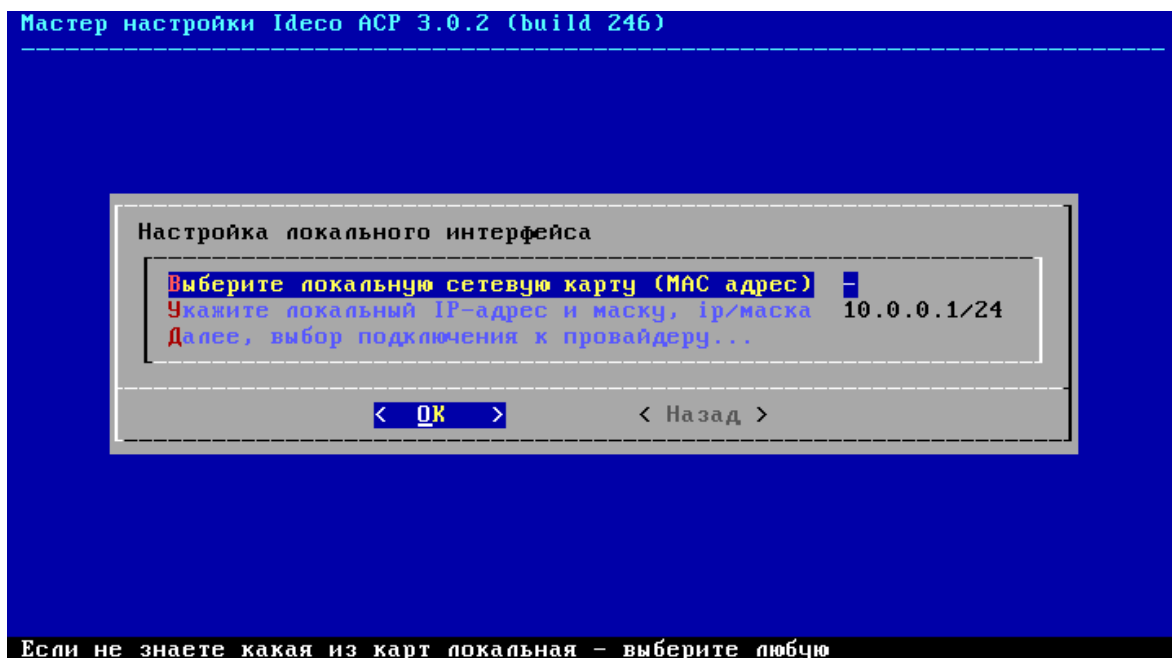 Мастер настройки Ideco ACP 3.0.2 (build 246)
Настройка локального интерфейса
Выберите локальную сетевую карту (MAC адрес) -
Укажите локальный IP-адрес и маску, ip/маска 10.0.0.1/24
Далее, выбор подключения к провайдеру...
< OK > < Назад >
Если не знаете какая из карт локальная - выберите любую